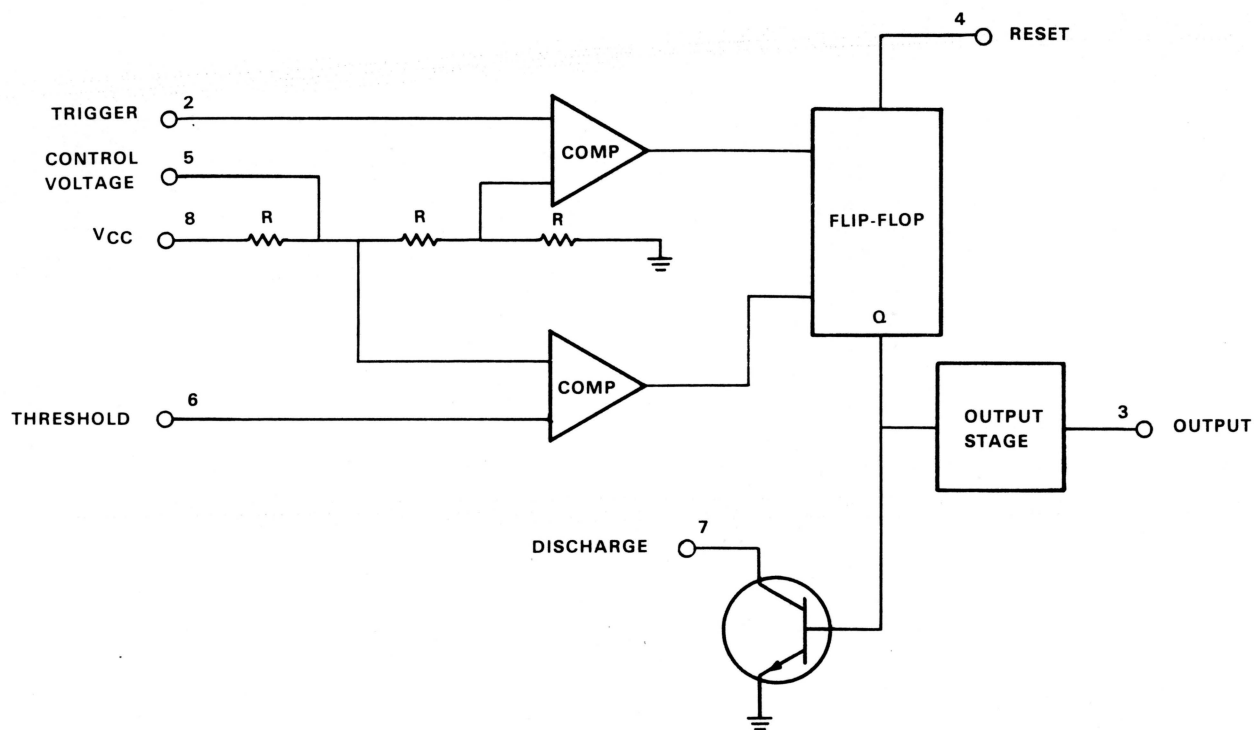 4
RESET
TRIGGER
2
COMP
CONTROL
VOLTAGE
5
FLIP-FLOP
VCC
8
R
R
R
Q
COMP
THRESHOLD
6
OUTPUT
STAGE
3
OUTPUT
DISCHARGE
7